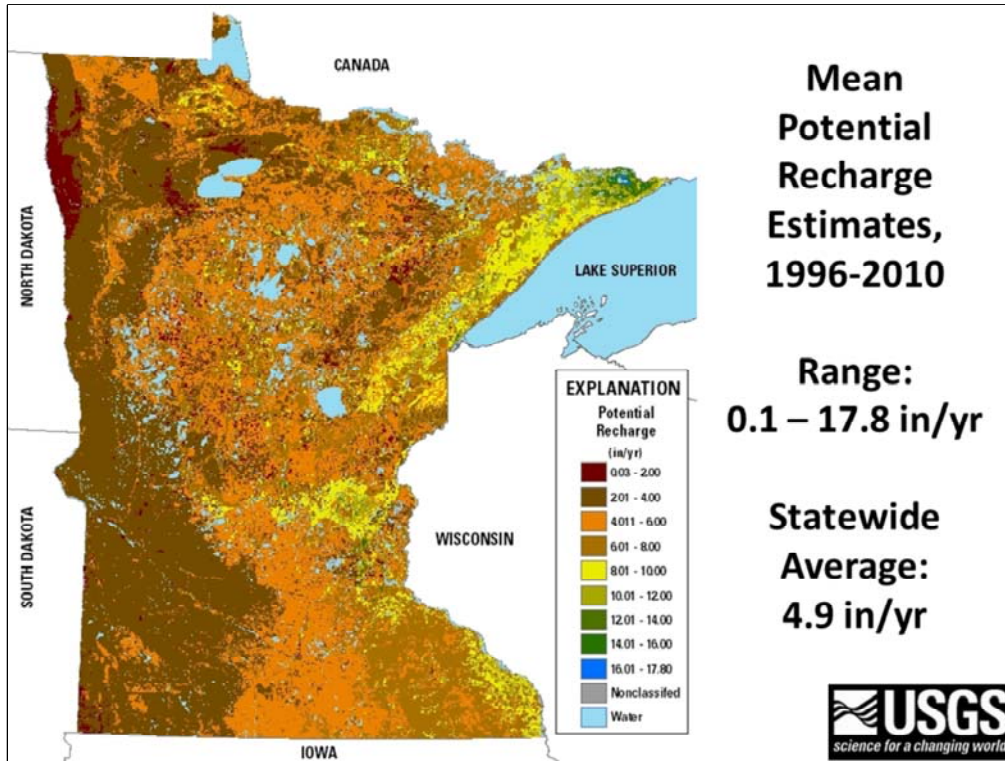 CANADA
NORTH DAKOTA
SOUTH DAKOTA
LAKE SUPERIOR
WISCONSIN
IOWA
EXPLANATION
Potential
Recharge
(in/yr)
0.03 - 2.00
2.01 - 4.00
4.011 - 6.00
6.01 - 8.00
8.01 - 10.00
10.01 - 12.00
12.01 - 14.00
14.01 - 16.00
16.01 - 17.80
Nonclassifed
Water
Mean
Potential
Recharge
Estimates,
1996-2010
Range:
0.1 – 17.8 in/yr
Statewide
Average:
4.9 in/yr
USGS
science for a changing world